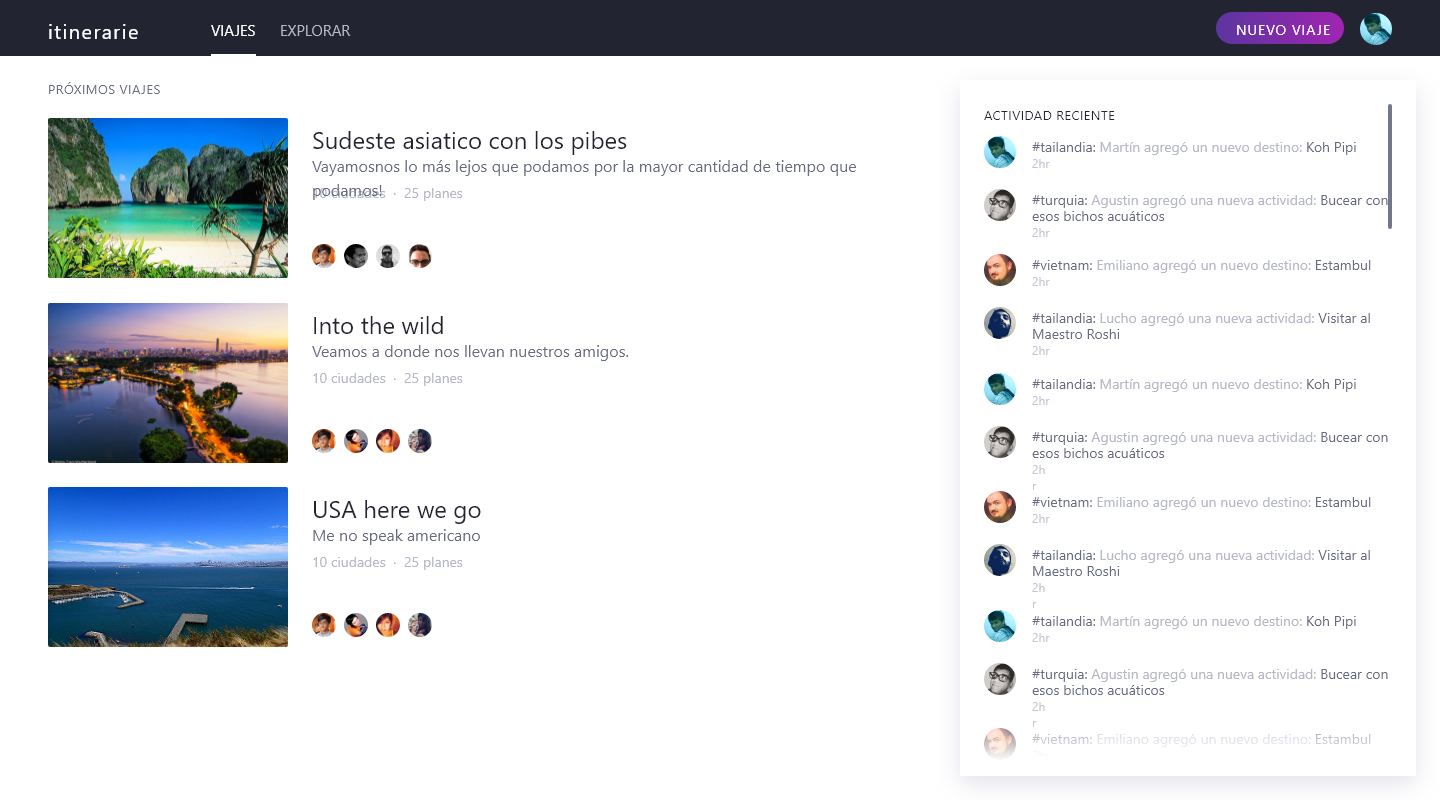 itinerarie
VIAJES
EXPLORAR
NUEVO VIAJE
PRÓXIMOS VIAJES
Sudeste asiatico con los pibes
Vayamosnos lo más lejos que podamos por la mayor cantidad de tiempo que
podamos!
10 ciudades · 25 planes
Into the wild
Veamos a donde nos llevan nuestros amigos.
10 ciudades · 25 planes
USA here we go
Me no speak americano
10 ciudades · 25 planes
ACTIVIDAD RECIENTE
#tailandia: Martín agregó un nuevo destino: Koh Pipi
2hr
#turquia: Agustin agregó una nueva actividad: Bucear con
esos bichos acuáticos
2hr
#vietnam: Emiliano agregó un nuevo destino: Estambul
2hr
#tailandia: Lucho agregó una nueva actividad: Visitar al
Maestro Roshi
2hr
#tailandia: Martín agregó un nuevo destino: Koh Pipi
2hr
#turquia: Agustin agregó una nueva actividad: Bucear con
esos bichos acuáticos
2h
r
#vietnam: Emiliano agregó un nuevo destino: Estambul
2hr
#tailandia: Lucho agregó una nueva actividad: Visitar al
Maestro Roshi
2h
r
#tailandia: Martín agregó un nuevo destino: Koh Pipi
2hr
#turquia: Agustin agregó una nueva actividad: Bucear con
esos bichos acuáticos
2h
r
#vietnam: Emiliano agregó un nuevo destino: Estambul